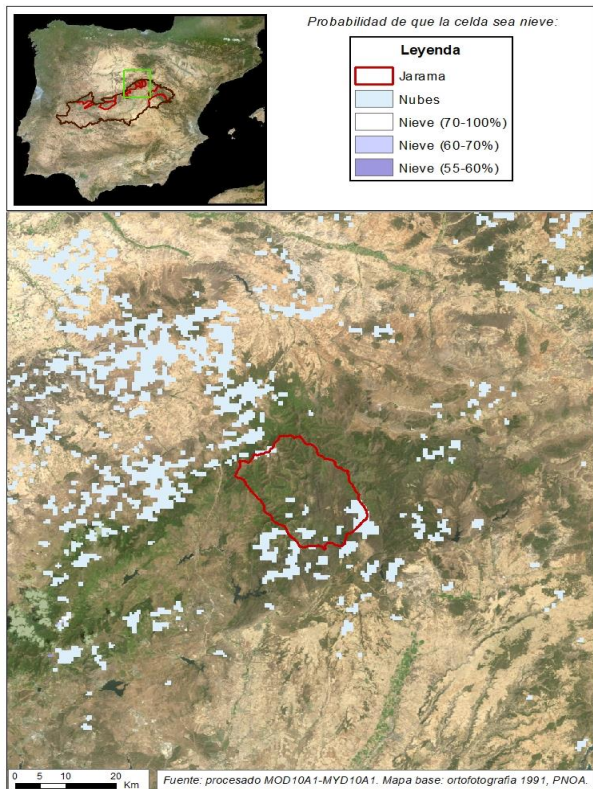 Probabilidad de que la celda sea nieve:
Leyenda
Jarama
Nubes
Nieve (70-100%)
Nieve (60-70%)
Nieve (55-60%)
0 5 10 20
Km
Fuente: procesado MOD10A1-MYD10A1. Mapa base: ortofotografia 1991, PNOA.